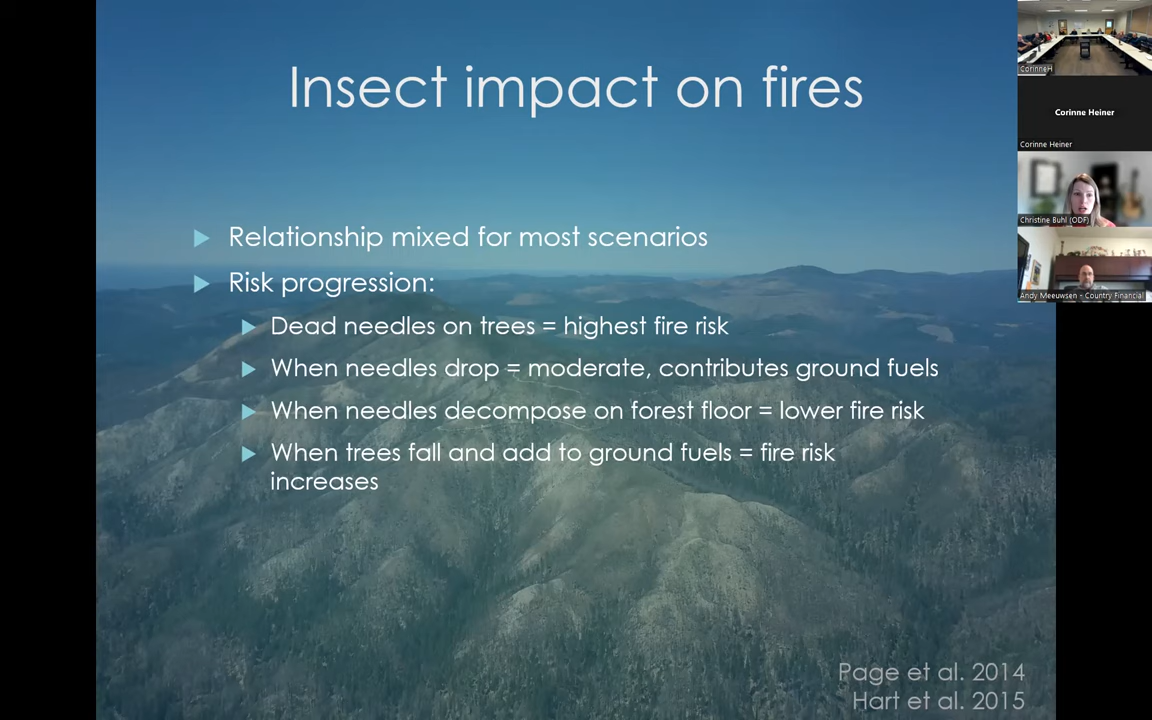 Insect impact on fires
Relationship mixed for most scenarios
Risk progression:
Dead needles on trees = highest fire risk
When needles drop = moderate, contributes ground fuels
When needles decompose on forest floor = lower fire risk
When trees fall and add to ground fuels = fire risk
increases
Page et al. 2014
Hart et al. 2015
CorinneH
Corinne Heiner
Corinne Heiner
Christine Buhl (ODF)
Andy Meeuwsen - Country Financial